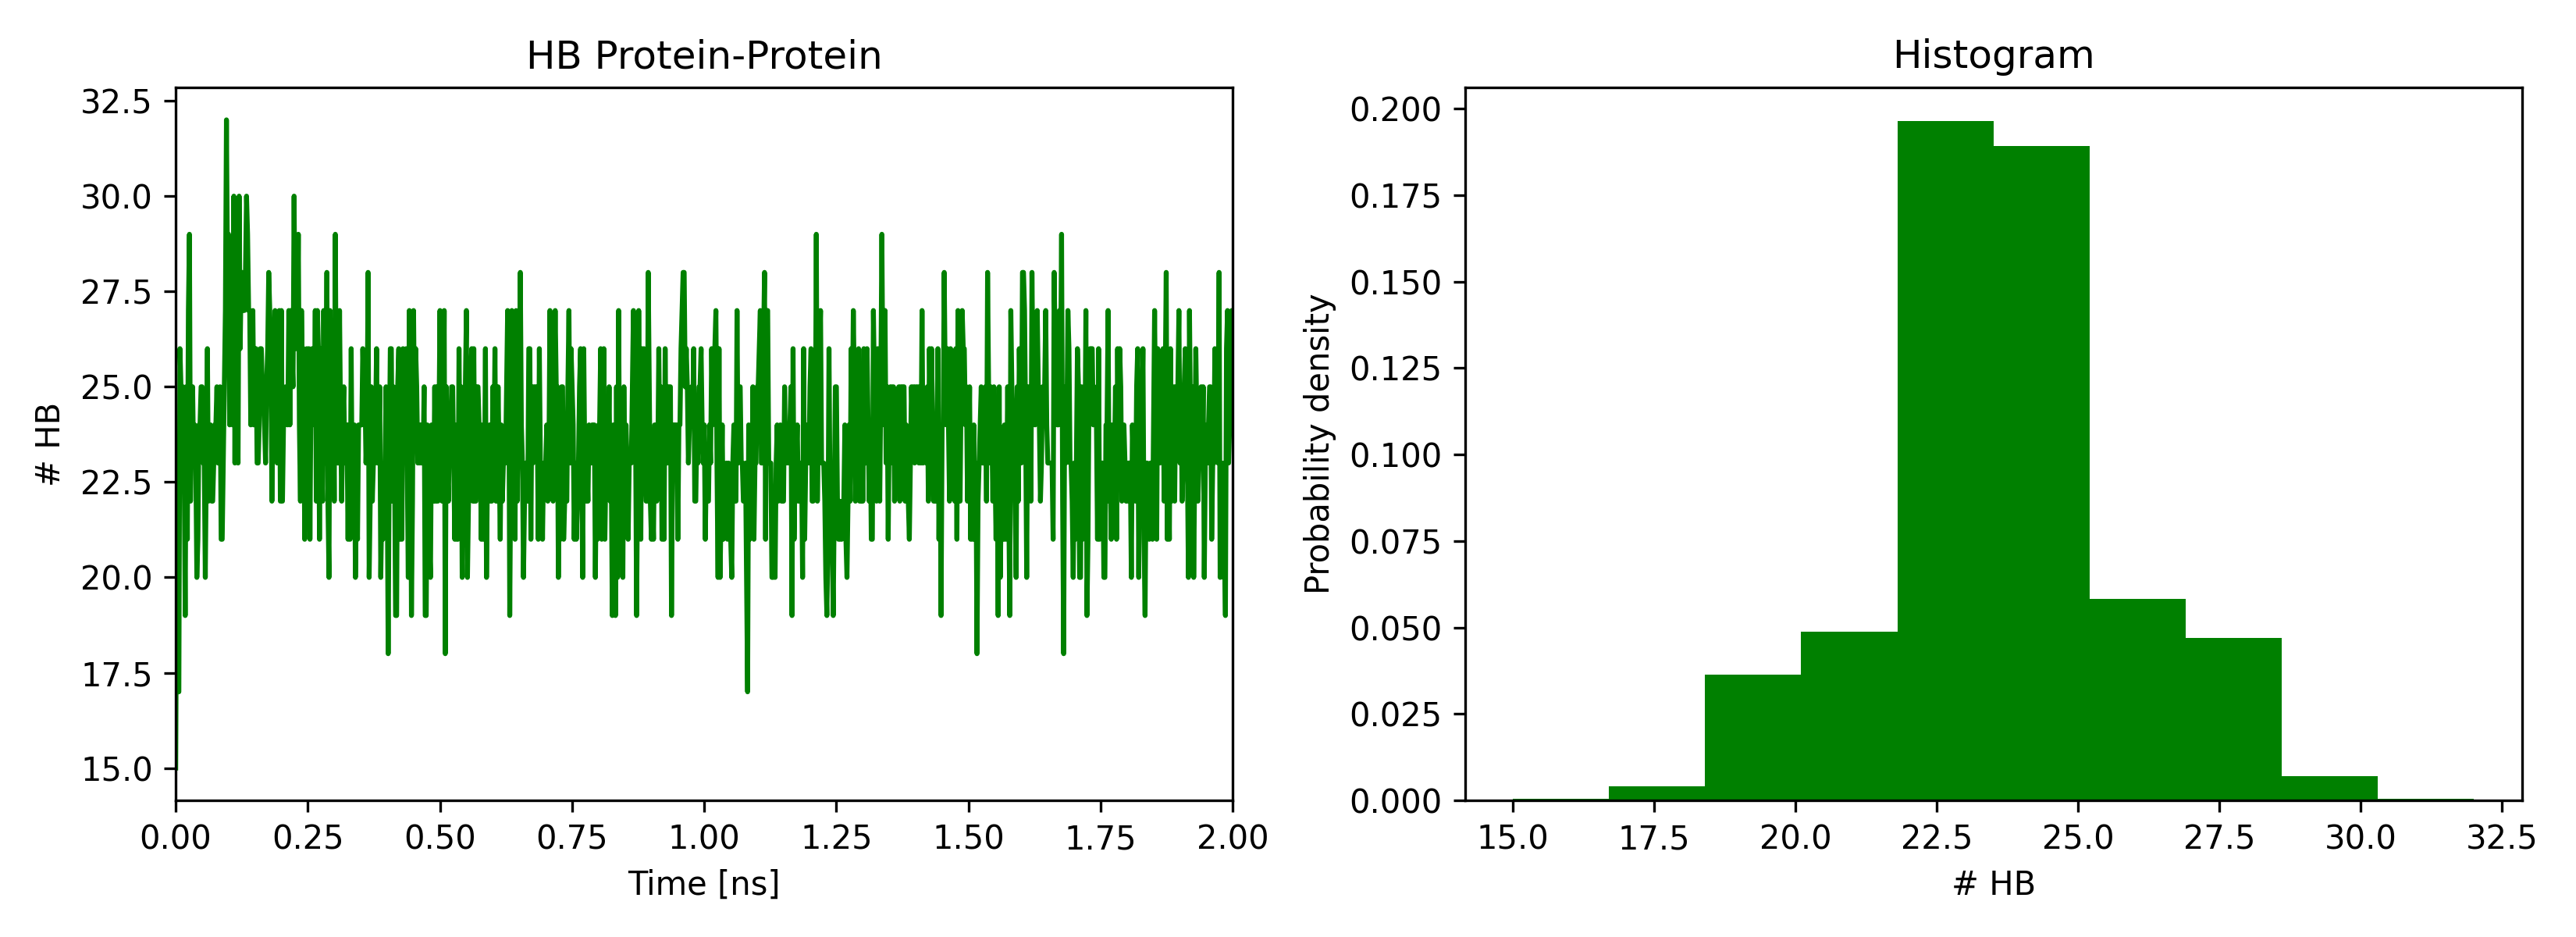 HB Protein-Protein
32.5
30.0
27.5
25.0
22.5
20.0
17.5
15.0
# HB
0.00 0.25 0.50 0.75 1.00 1.25 1.50 1.75 2.00
Time [ns]
Histogram
0.200
0.175
0.150
0.125
0.100
0.075
0.050
0.025
0.000
Probability density
15.0 17.5 20.0 22.5 25.0 27.5 30.0 32.5
# HB